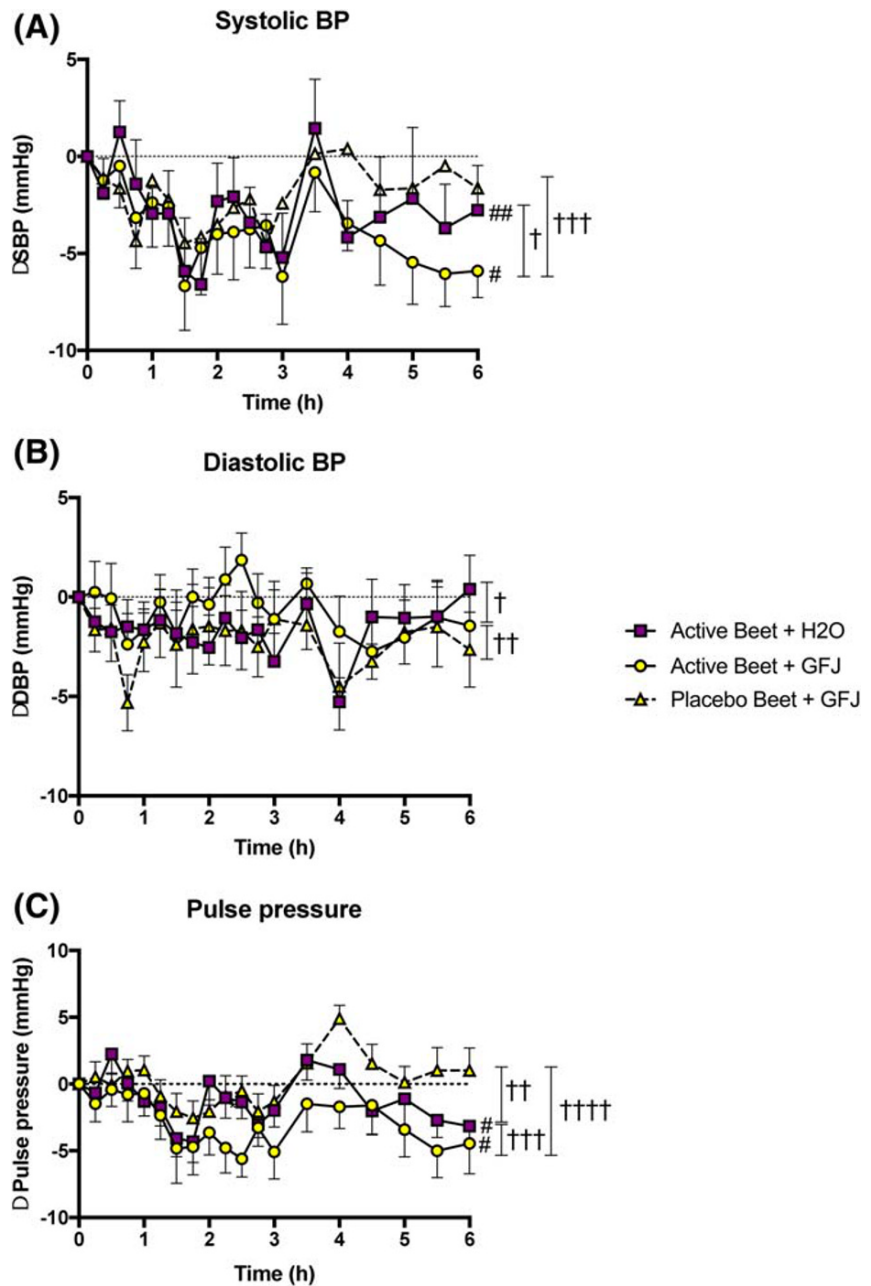 (A)
Systolic BP
5
0
-5
-10
DSBP (mmHg)
##
#
†
†††
0 1 2 3 4 5 6
Time (h)
(B)
Diastolic BP
5
0
-5
-10
DDBP (mmHg)
†
††
0 1 2 3 4 5 6
Time (h)
Active Beet + H2O
Active Beet + GFJ
Placebo Beet + GFJ
(C)
Pulse pressure
10
5
0
-5
-10
D Pulse pressure (mmHg)
#
#
††
†††
††††
0 1 2 3 4 5 6
Time (h)